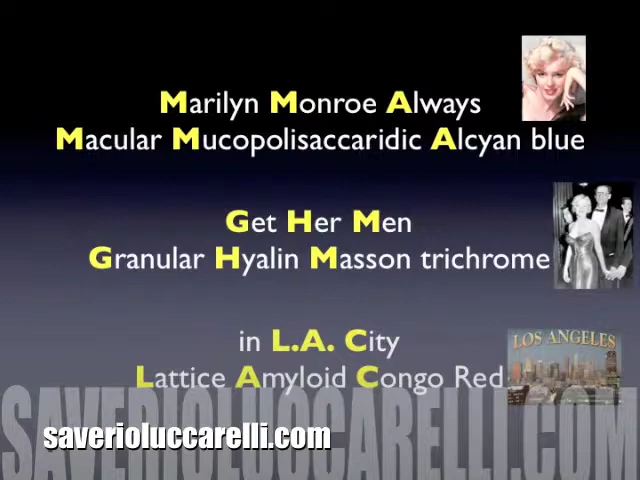 Marilyn Monroe Always
Macular Mucopolisaccaridic Alcyan blue
Get Her Men
Granular Hyalin Masson trichrome
in L.A. City
LOS ANGELES
Lattice Amyloid Congo Red
SAVERIOLUCCARELLI.COM
saverioluccarelli.com